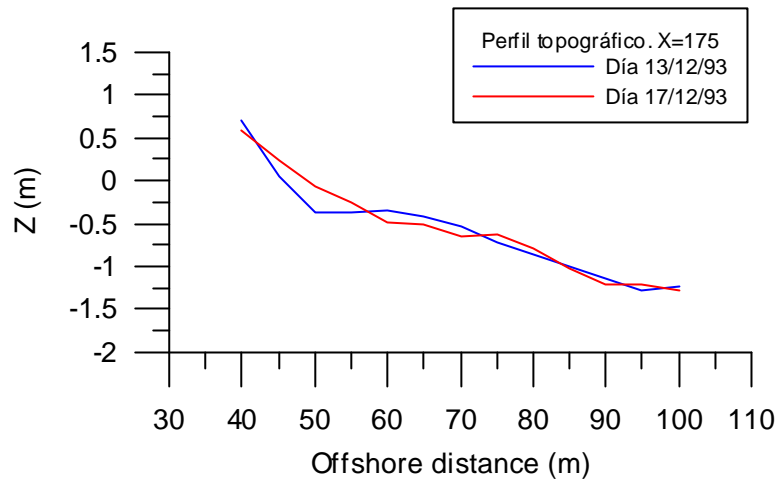 Perfil topográfico. X=175
Día 13/12/93
Día 17/12/93
1.5
1
0.5
0
-0.5
-1
-1.5
-2
Z (m)
30 40 50 60 70 80 90 100 110
Offshore distance (m)